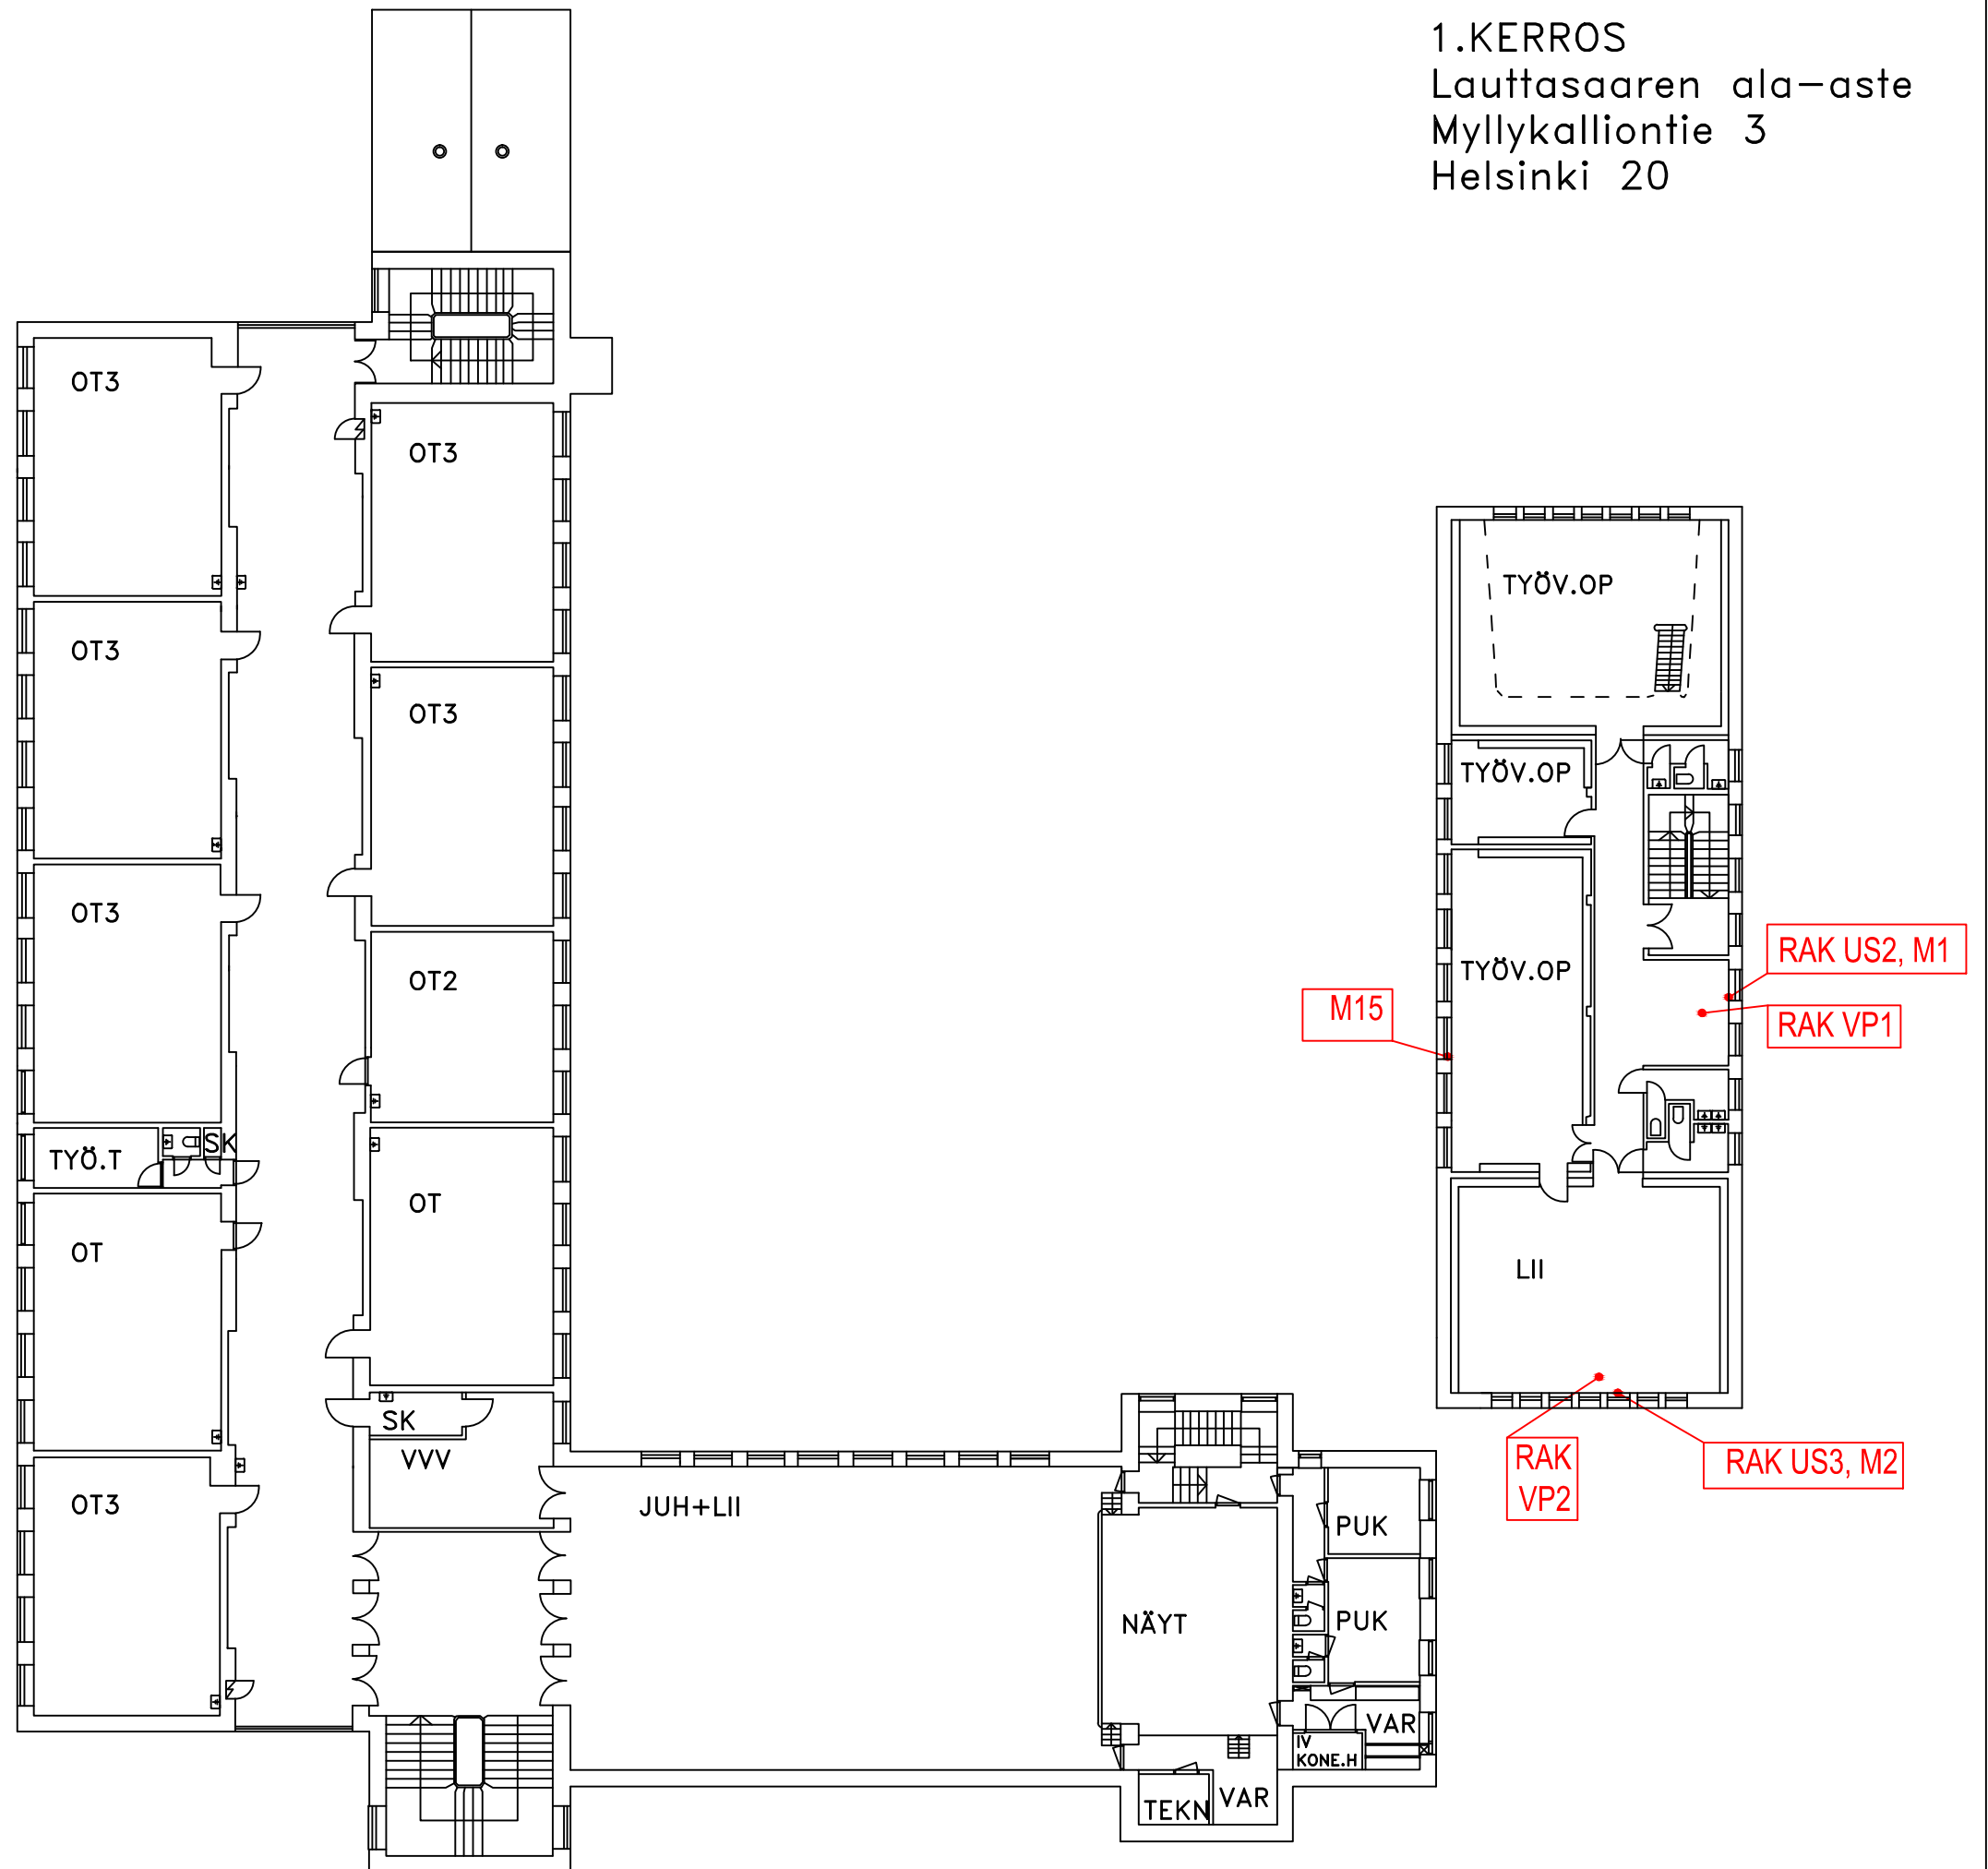 1.KERROS
Lauttasaaren ala-aste
Myllykalliontie 3
Helsinki 20
OT3
OT3
OT3
OT3
OT3
OT2
TYÖ.T
SK
OT
OT
OT3
SK
VVV
JUH+LII
NÄYT
PUK
PUK
VAR
IV
KONE.H
TEKN
VAR
TYÖV.OP
TYÖV.OP
TYÖV.OP
LII
M15
RAK US2, M1
RAK VP1
RAK
VP2
RAK US3, M2